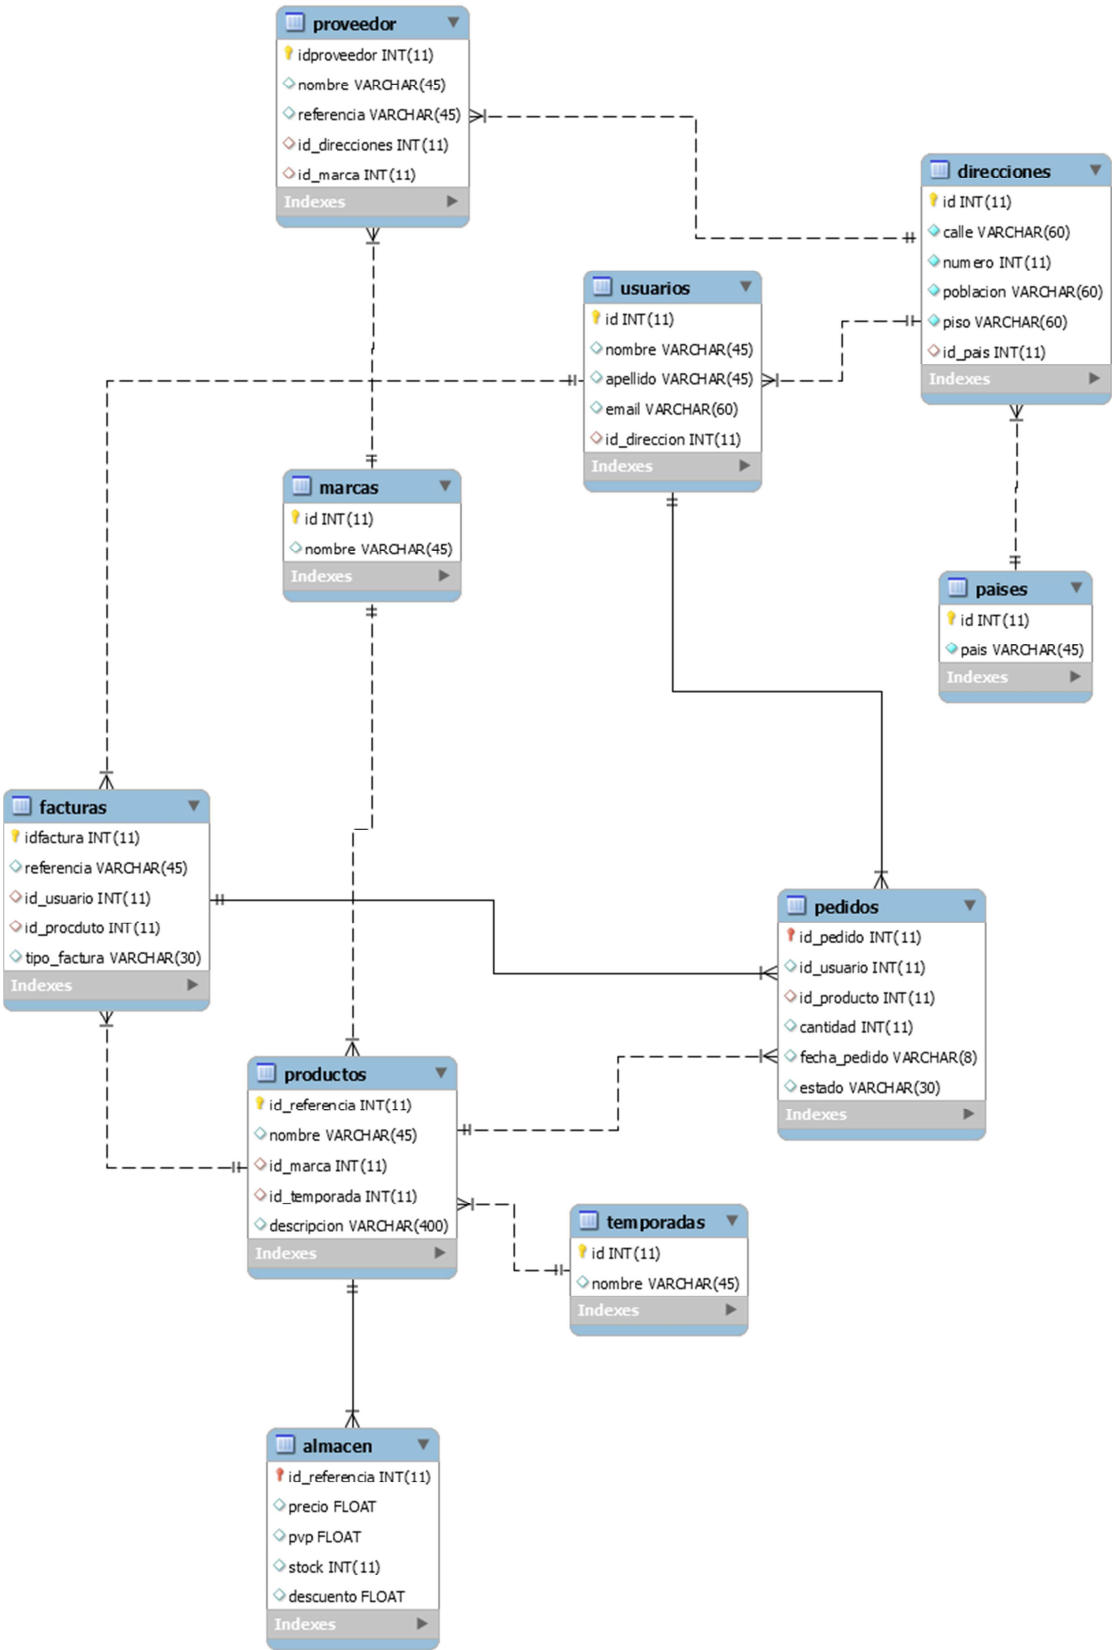 proveedor
idproveedor INT(11)
nombre VARCHAR(45)
referencia VARCHAR(45)
id_direcciones INT(11)
id_marca INT(11)
Indexes
direcciones
id INT(11)
calle VARCHAR(60)
numero INT(11)
poblacion VARCHAR(60)
piso VARCHAR(60)
id_pais INT(11)
Indexes
usuarios
id INT(11)
nombre VARCHAR(45)
apellido VARCHAR(45)
email VARCHAR(60)
id_direccion INT(11)
Indexes
marcas
id INT(11)
nombre VARCHAR(45)
Indexes
paises
id INT(11)
pais VARCHAR(45)
Indexes
facturas
idfactura INT(11)
referencia VARCHAR(45)
id_usuario INT(11)
id_procduto INT(11)
tipo_factura VARCHAR(30)
Indexes
pedidos
id_pedido INT(11)
id_usuario INT(11)
id_producto INT(11)
cantidad INT(11)
fecha_pedido VARCHAR(8)
estado VARCHAR(30)
Indexes
productos
id_referencia INT(11)
nombre VARCHAR(45)
id_marca INT(11)
id_temporada INT(11)
descripcion VARCHAR(400)
Indexes
temporadas
id INT(11)
nombre VARCHAR(45)
Indexes
almacen
id_referencia INT(11)
precio FLOAT
pvp FLOAT
stock INT(11)
descuento FLOAT
Indexes